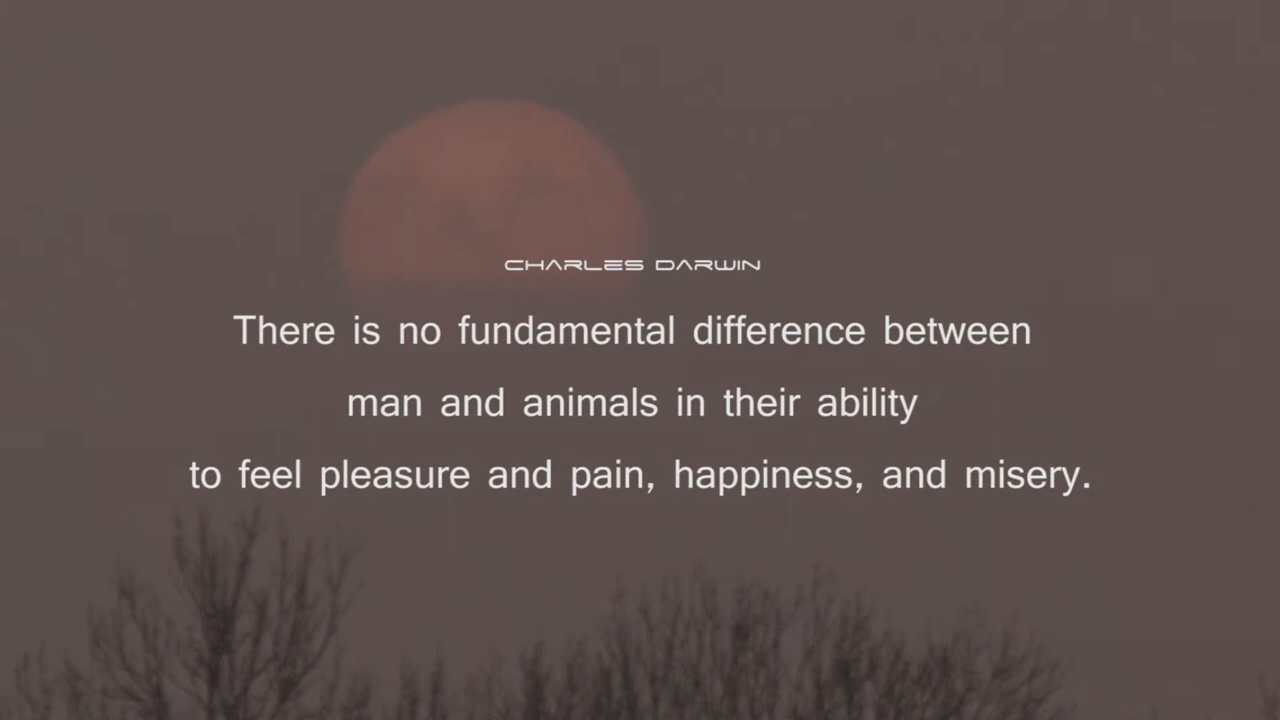 CHARLES DARWIN
There is no fundamental difference between
man and animals in their ability
to feel pleasure and pain, happiness, and misery.